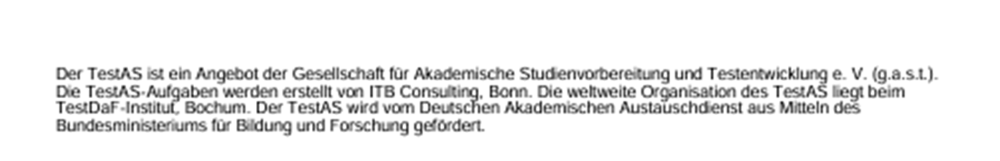 Der TestAS ist ein Angebot der Gesellschaft für Akademische Studienvorbereitung und Testentwicklung e. V. (g.a.s.t.).
Die TestAS-Aufgaben werden erstellt von ITB Consulting, Bonn. Die weltweite Organisation des TestAS liegt beim
TestDaF-Institut, Bochum. Der TestAS wird vom Deutschen Akademischen Austauschdienst aus Mitteln des
Bundesministeriums für Bildung und Forschung gefördert.